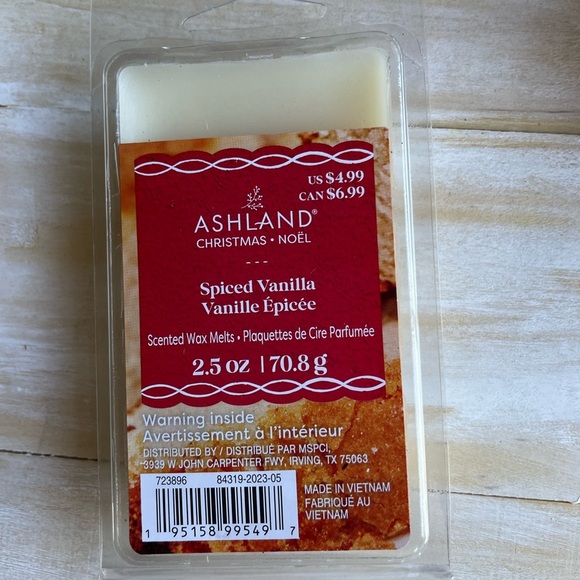 US $4.99
CAN $6.99
ASHLAND®
CHRISTMAS • NOËL
---
Spiced Vanilla
Vanille Épicée
Scented Wax Melts • Plaquettes de Cire Parfumée
2.5 oz | 70.8 g
Warning inside
Avertissement à l'intérieur
DISTRIBUTED BY / DISTRIBUÉ PAR MSPCI,
3939 W JOHN CARPENTER FWY, IRVING, TX 75063
723896 84319-2023-05
1 95158 99549 7
MADE IN VIETNAM
FABRIQUÉ AU
VIETNAM